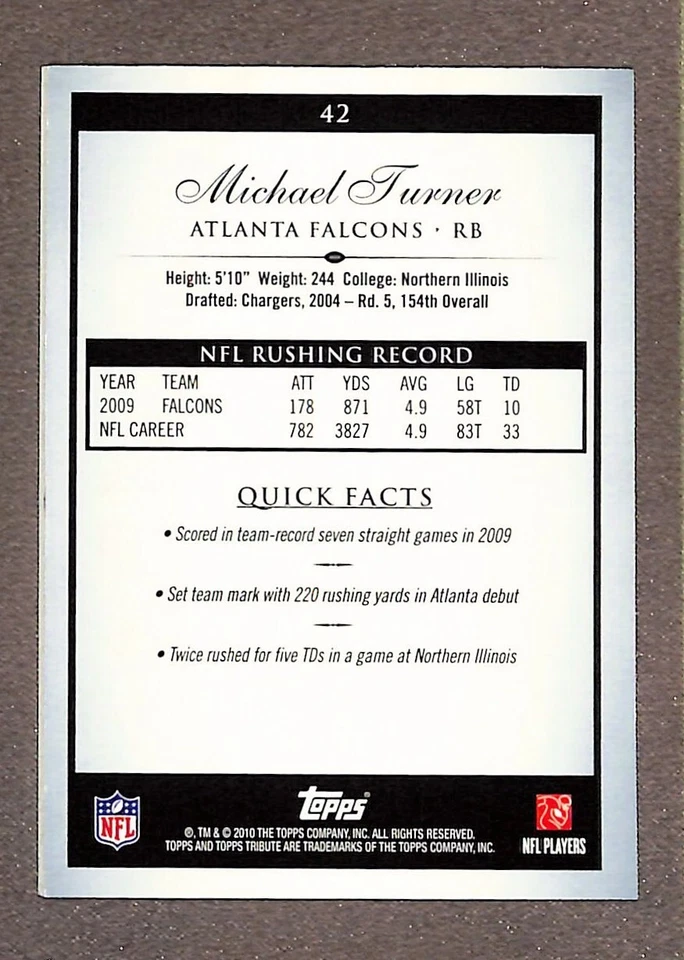 42
Michael Turner
ATLANTA FALCONS · RB
Height: 5'10" Weight: 244 College: Northern Illinois
Drafted: Chargers, 2004 – Rd. 5, 154th Overall
NFL RUSHING RECORD
YEAR TEAM ATT YDS AVG LG TD
2009 FALCONS 178 871 4.9 58T 10
NFL CAREER 782 3827 4.9 83T 33
QUICK FACTS
• Scored in team-record seven straight games in 2009
• Set team mark with 220 rushing yards in Atlanta debut
• Twice rushed for five TDs in a game at Northern Illinois
NFL
Topps®
®, TM & © 2010 THE TOPPS COMPANY, INC. ALL RIGHTS RESERVED.
TOPPS AND TOPPS TRIBUTE ARE TRADEMARKS OF THE TOPPS COMPANY, INC.
NFL PLAYERS